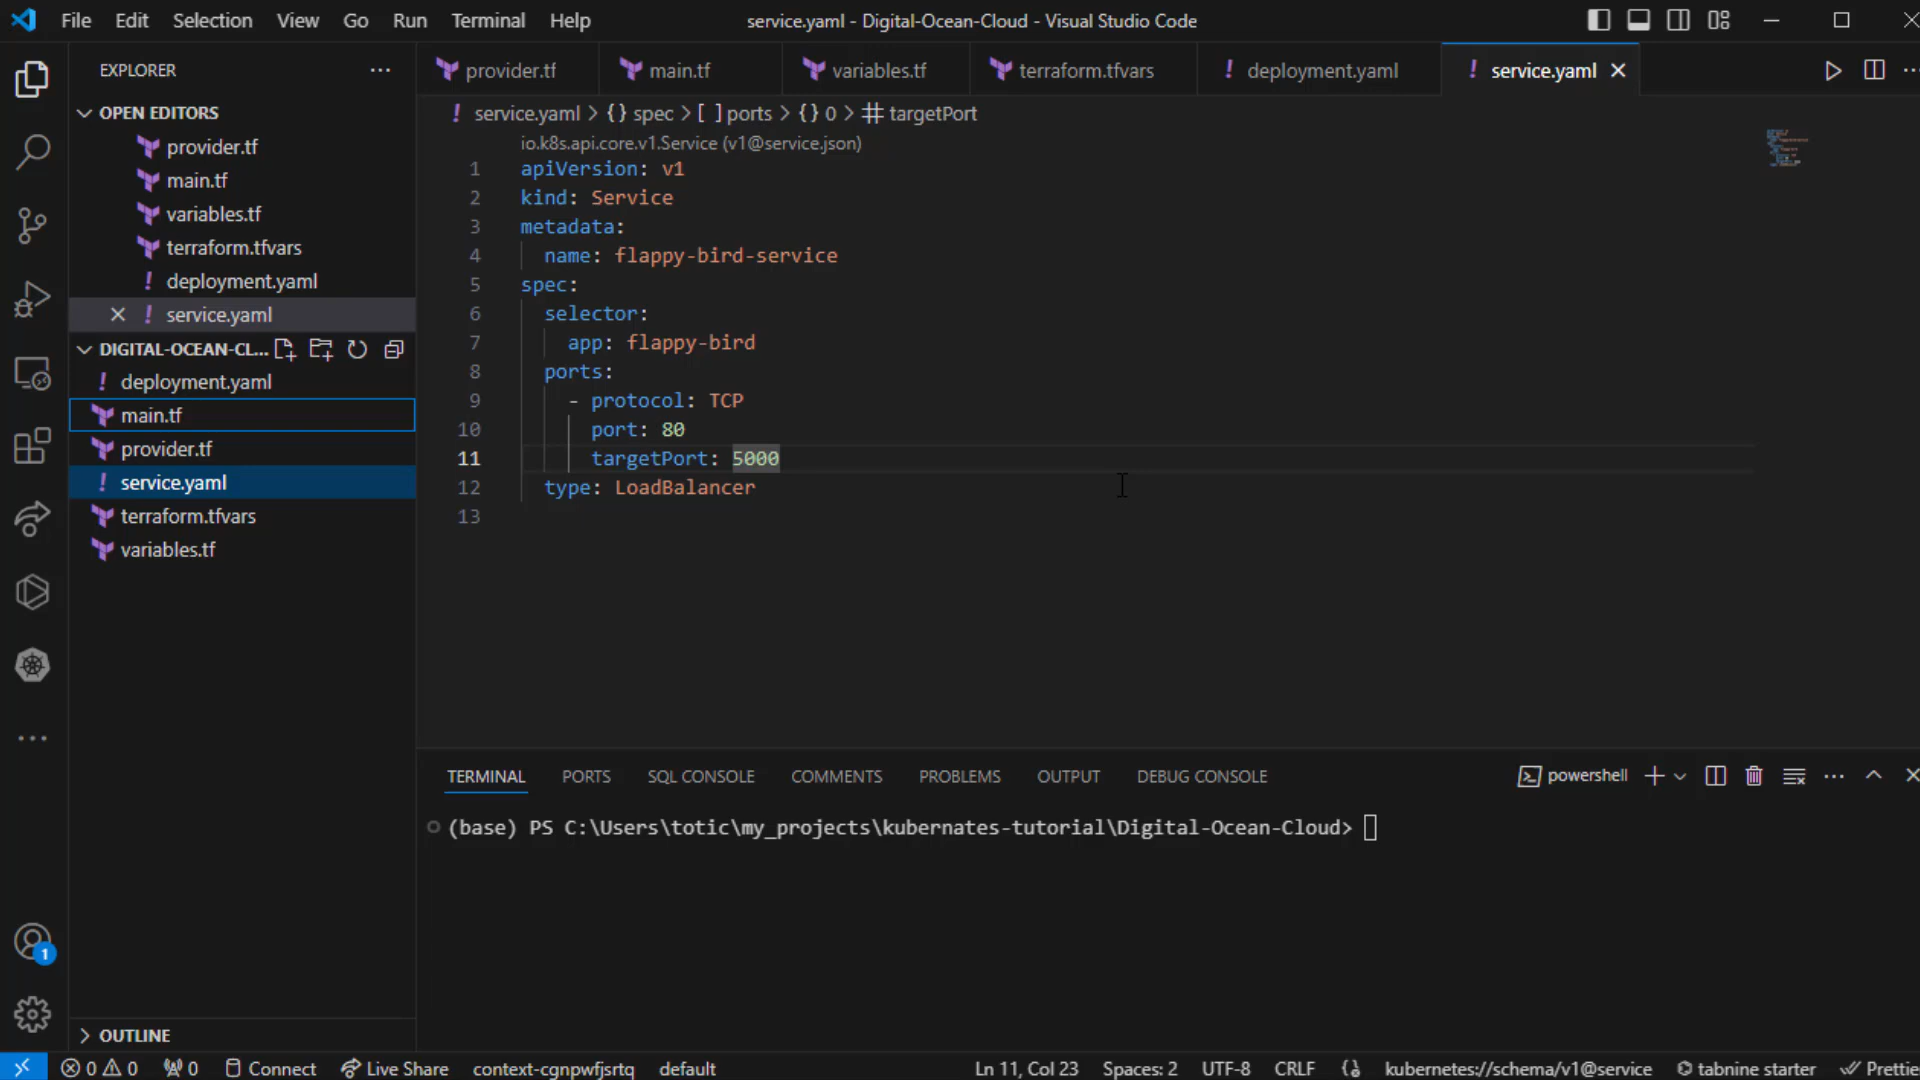 File Edit Selection View Go Run Terminal Help
service.yaml - Digital-Ocean-Cloud - Visual Studio Code
EXPLORER
OPEN EDITORS
provider.tf
main.tf
variables.tf
terraform.tfvars
deployment.yaml
service.yaml
DIGITAL-OCEAN-CL...
deployment.yaml
main.tf
provider.tf
service.yaml
terraform.tfvars
variables.tf
OUTLINE
provider.tf main.tf variables.tf terraform.tfvars ! deployment.yaml ! service.yaml
! service.yaml > {} spec > [ ] ports > {} 0 > # targetPort
io.k8s.api.core.v1.Service (v1@service.json)
1 apiVersion: v1
2 kind: Service
3 metadata:
4 name: flappy-bird-service
5 spec:
6 selector:
7 app: flappy-bird
8 ports:
9 - protocol: TCP
10 port: 80
11 targetPort: 5000
12 type: LoadBalancer
13
TERMINAL PORTS SQL CONSOLE COMMENTS PROBLEMS OUTPUT DEBUG CONSOLE
powershell
(base) PS C:\Users\totic\my_projects\kubernates-tutorial\Digital-Ocean-Cloud>
1
0 0 0 Connect Live Share context-cgnpwfjsrtq default
Ln 11, Col 23 Spaces: 2 UTF-8 CRLF {} kubernetes://schema/v1@service tabnine starter Prettie